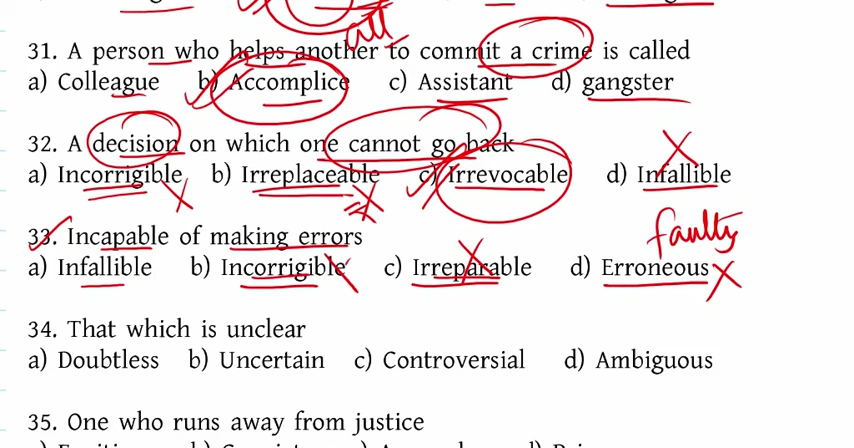 all
31. A person who helps another to commit a crime is called
a) Colleague b) Accomplice c) Assistant d) gangster
32. A decision on which one cannot go back
a) Incorrigible b) Irreplaceable c) Irrevocable d) Infallible
33. Incapable of making errors
faulty
a) Infallible b) Incorrigible c) Irreparable d) Erroneous
34. That which is unclear
a) Doubtless b) Uncertain c) Controversial d) Ambiguous
35. One who runs away from justice